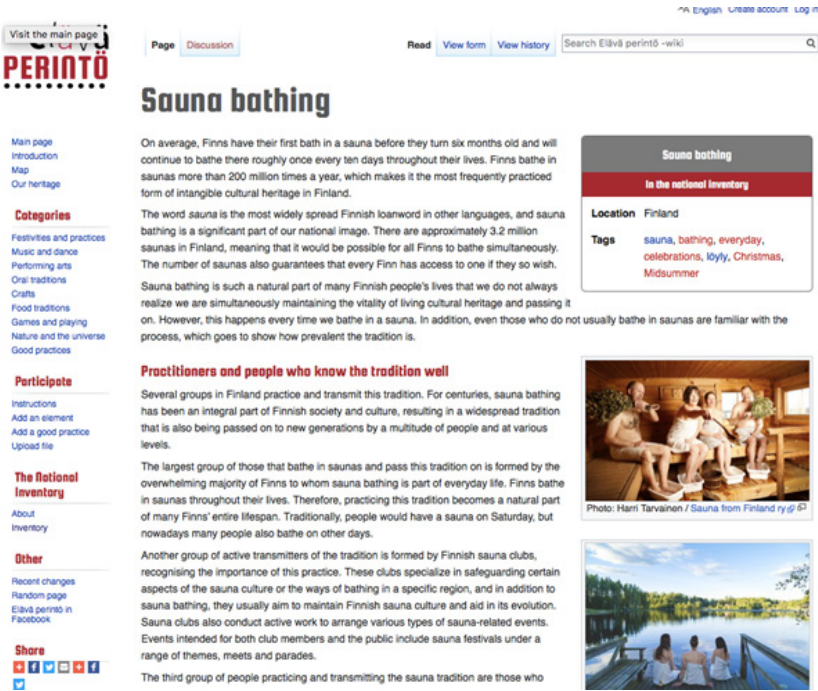 English Create account Log in
Visit the main page
PERINTÖ
Page Discussion
Read View form View history
Search Elävä perintö -wiki
Sauna bathing
Main page
Introduction
Map
Our heritage
Categories
Festivities and practices
Music and dance
Performing arts
Oral traditions
Crafts
Food traditions
Games and playing
Nature and the universe
Good practices
Participate
Instructions
Add an element
Add a good practice
Upload file
The National
Inventory
About
Inventory
Other
Recent changes
Random page
Elävä perintö in
Facebook
Share
On average, Finns have their first bath in a sauna before they turn six months old and will
continue to bathe there roughly once every ten days throughout their lives. Finns bathe in
saunas more than 200 million times a year, which makes it the most frequently practiced
form of intangible cultural heritage in Finland.
The word sauna is the most widely spread Finnish loanword in other languages, and sauna
bathing is a significant part of our national image. There are approximately 3.2 million
saunas in Finland, meaning that it would be possible for all Finns to bathe simultaneously.
The number of saunas also guarantees that every Finn has access to one if they so wish.
Sauna bathing is such a natural part of many Finnish people's lives that we do not always
realize we are simultaneously maintaining the vitality of living cultural heritage and passing it
on. However, this happens every time we bathe in a sauna. In addition, even those who do not usually bathe in saunas are familiar with the
process, which goes to show how prevalent the tradition is.
Sauna bathing
In the national inventory
Location Finland
Tags sauna, bathing, everyday,
celebrations, löyly, Christmas,
Midsummer
Practitioners and people who know the tradition well
Several groups in Finland practice and transmit this tradition. For centuries, sauna bathing
has been an integral part of Finnish society and culture, resulting in a widespread tradition
that is also being passed on to new generations by a multitude of people and at various
levels.
The largest group of those that bathe in saunas and pass this tradition on is formed by the
overwhelming majority of Finns to whom sauna bathing is part of everyday life. Finns bathe
in saunas throughout their lives. Therefore, practicing this tradition becomes a natural part
of many Finns' entire lifespan. Traditionally, people would have a sauna on Saturday, but
nowadays many people also bathe on other days.
Another group of active transmitters of the tradition is formed by Finnish sauna clubs,
recognising the importance of this practice. These clubs specialize in safeguarding certain
aspects of the sauna culture or the ways of bathing in a specific region, and in addition to
sauna bathing, they usually aim to maintain Finnish sauna culture and aid in its evolution.
Sauna clubs also conduct active work to arrange various types of sauna-related events.
Events intended for both club members and the public include sauna festivals under a
range of themes, meets and parades.
The third group of people practicing and transmitting the sauna tradition are those who
Photo: Harri Tarvainen / Sauna from Finland ry